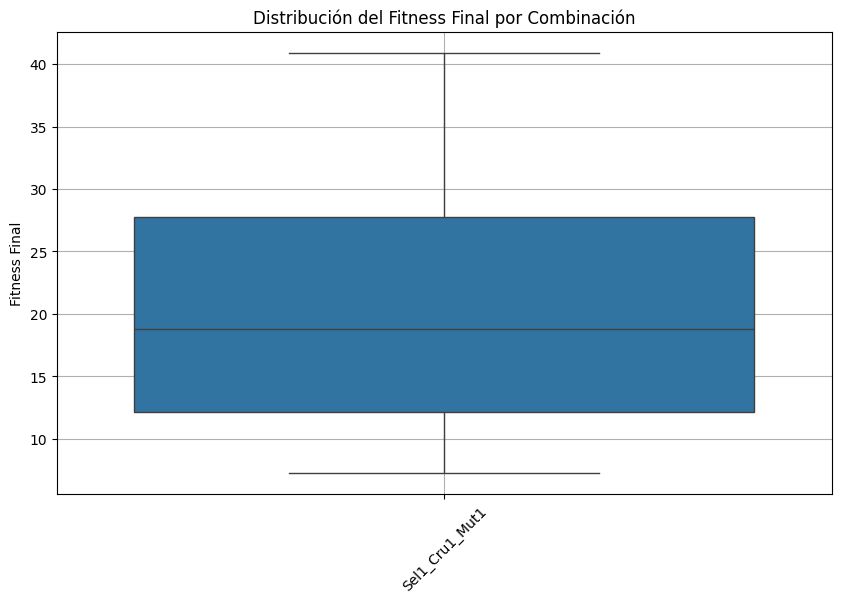 Distribución del Fitness Final por Combinación
Fitness Final
40
35
30
25
20
15
10
Sel1_Cru1_Mut1